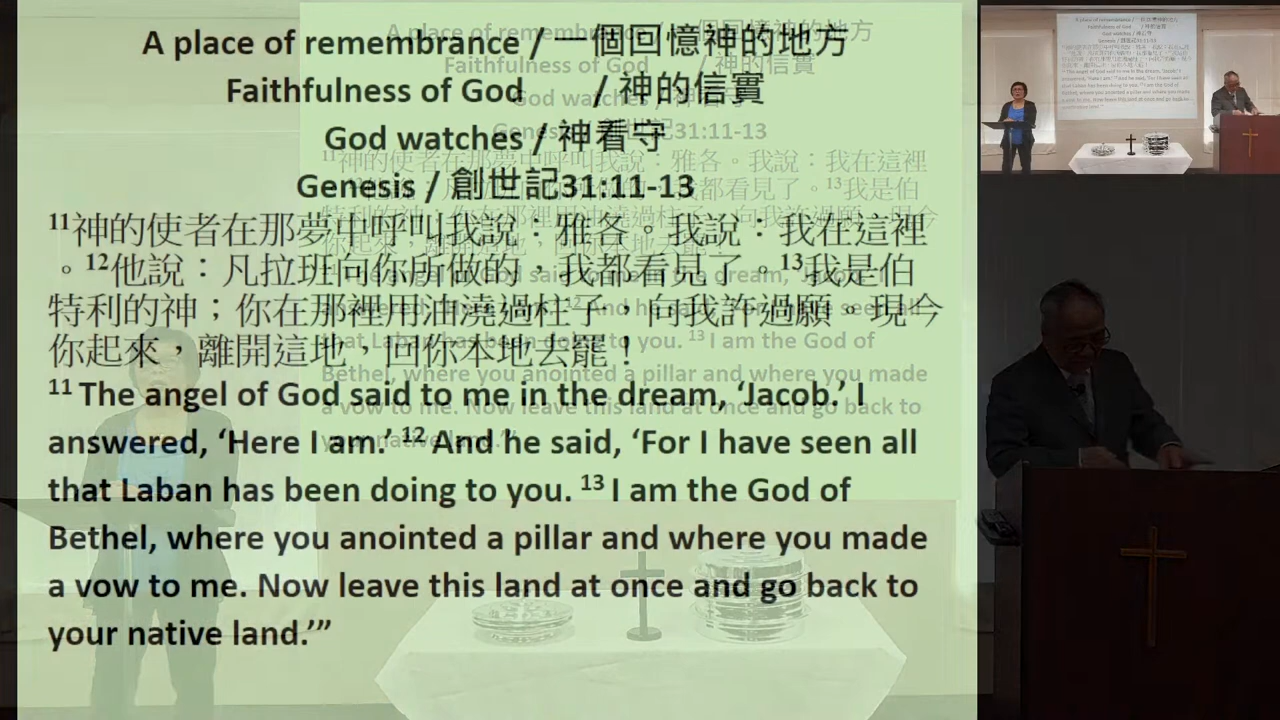 A place of remembrance / 一個回憶神的地方
Faithfulness of God / 神的信實
God watches / 神看守
Genesis / 創世記31:11-13
11神的使者在那夢中呼叫我說：雅各。我說：我在這裡
。12他說：凡拉班向你所做的，我都看見了。13我是伯
特利的神；你在那裡用油澆過柱子，向我許過願。現今
你起來，離開這地，回你本地去罷！
11 The angel of God said to me in the dream, ‘Jacob.’ I
answered, ‘Here I am.’ 12 And he said, ‘For I have seen all
that Laban has been doing to you. 13 I am the God of
Bethel, where you anointed a pillar and where you made
a vow to me. Now leave this land at once and go back to
your native land.’”